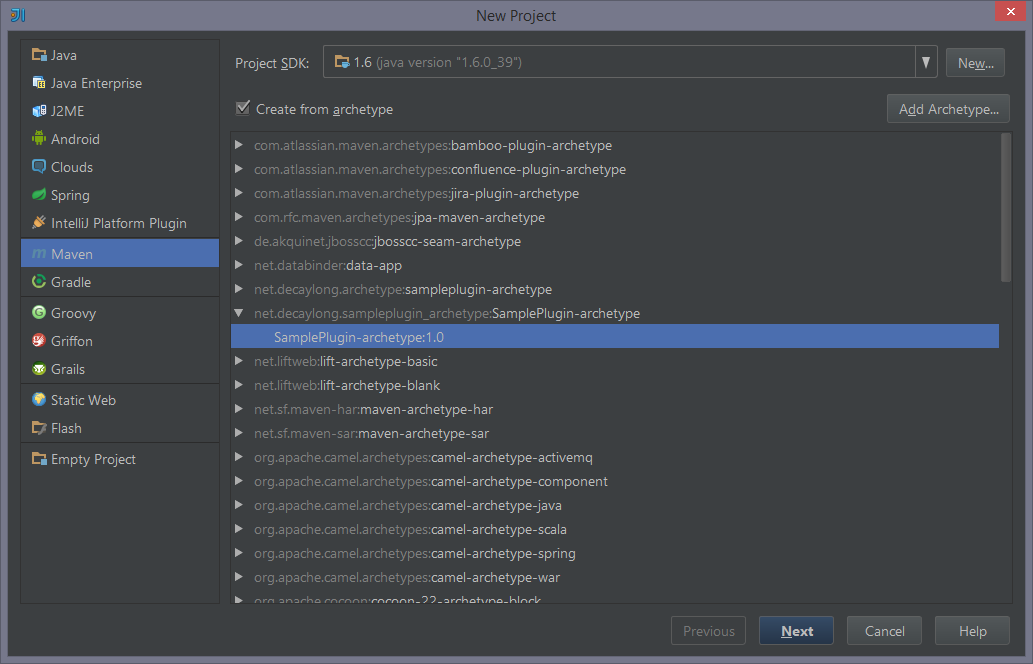 JI New Project
Java
Java Enterprise
J2ME
Android
Clouds
Spring
IntelliJ Platform Plugin
m Maven
Gradle
G Groovy
Griffon
Grails
Static Web
Flash
Empty Project
Project SDK: 1.6 (java version "1.6.0_39") New...
Create from archetype Add Archetype...
com.atlassian.maven.archetypes:bamboo-plugin-archetype
com.atlassian.maven.archetypes:confluence-plugin-archetype
com.atlassian.maven.archetypes:jira-plugin-archetype
com.rfc.maven.archetypes:jpa-maven-archetype
de.akquinet.jbosscc:jbosscc-seam-archetype
net.databinder:data-app
net.decaylong.archetype:sampleplugin-archetype
net.decaylong.sampleplugin_archetype:SamplePlugin-archetype
SamplePlugin-archetype:1.0
net.liftweb:lift-archetype-basic
net.liftweb:lift-archetype-blank
net.sf.maven-har:maven-archetype-har
net.sf.maven-sar:maven-archetype-sar
org.apache.camel.archetypes:camel-archetype-activemq
org.apache.camel.archetypes:camel-archetype-component
org.apache.camel.archetypes:camel-archetype-java
org.apache.camel.archetypes:camel-archetype-scala
org.apache.camel.archetypes:camel-archetype-spring
org.apache.camel.archetypes:camel-archetype-war
org.apache.cocoon:cocoon-22-archetype-block
Previous Next Cancel Help